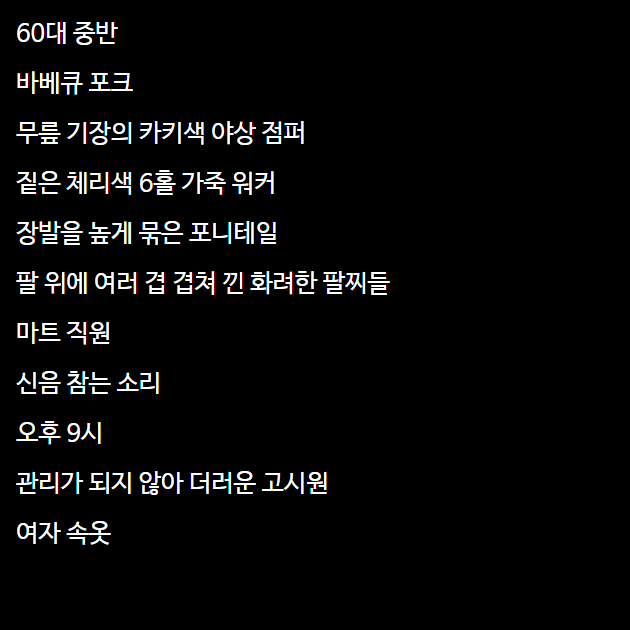 60대 중반
바베큐 포크
무릎 기장의 카키색 야상 점퍼
짙은 체리색 6홀 가죽 워커
장발을 높게 묶은 포니테일
팔 위에 여러 겹 겹쳐 낀 화려한 팔찌들
마트 직원
신음 참는 소리
오후 9시
관리가 되지 않아 더러운 고시원
여자 속옷